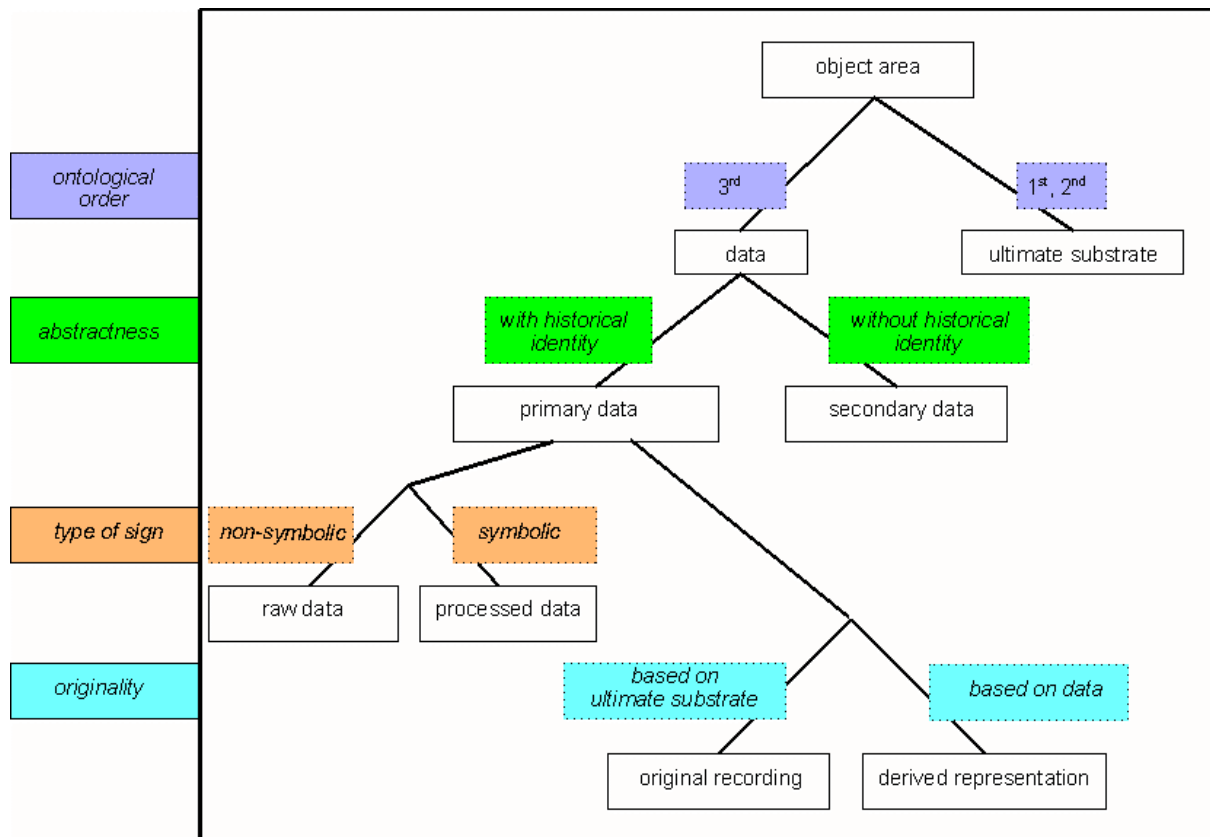 object area
ontological
order
3rd
1st, 2nd
data
ultimate substrate
abstractness
with historical
identity
without historical
identity
primary data
secondary data
type of sign
non-symbolic
symbolic
raw data
processed data
originality
based on
ultimate substrate
based on data
original recording
derived representation